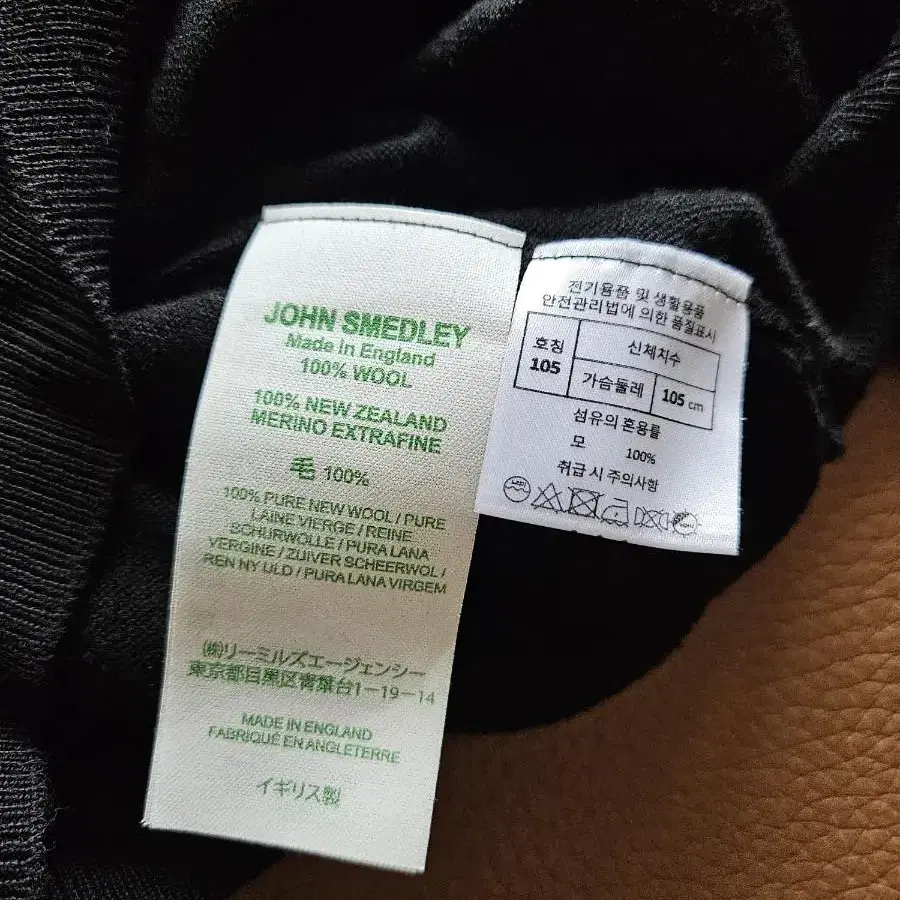 JOHN SMEDLEY
Made in England
100% WOOL
100% NEW ZEALAND
MERINO EXTRAFINE
毛 100%
100% PURE NEW WOOL / PURE
LAINE VIERGE / REINE
SCHURWOLLE / PURA LANA
VERGINE / ZUIVER SCHEERWOL /
REN NY ULD / PURA LANA VIRGEM
㈱リーミルズエージェンシー
東京都目黒区青葉台1-19-14
MADE IN ENGLAND
FABRIQUÉ EN ANGLETERRE
イギリス製
전기용품 및 생활용품
안전관리법에 의한 품질표시
호칭
105
신체치수
가슴둘레
105 cm
섬유의 혼용률
모 100%
취급 시 주의사항